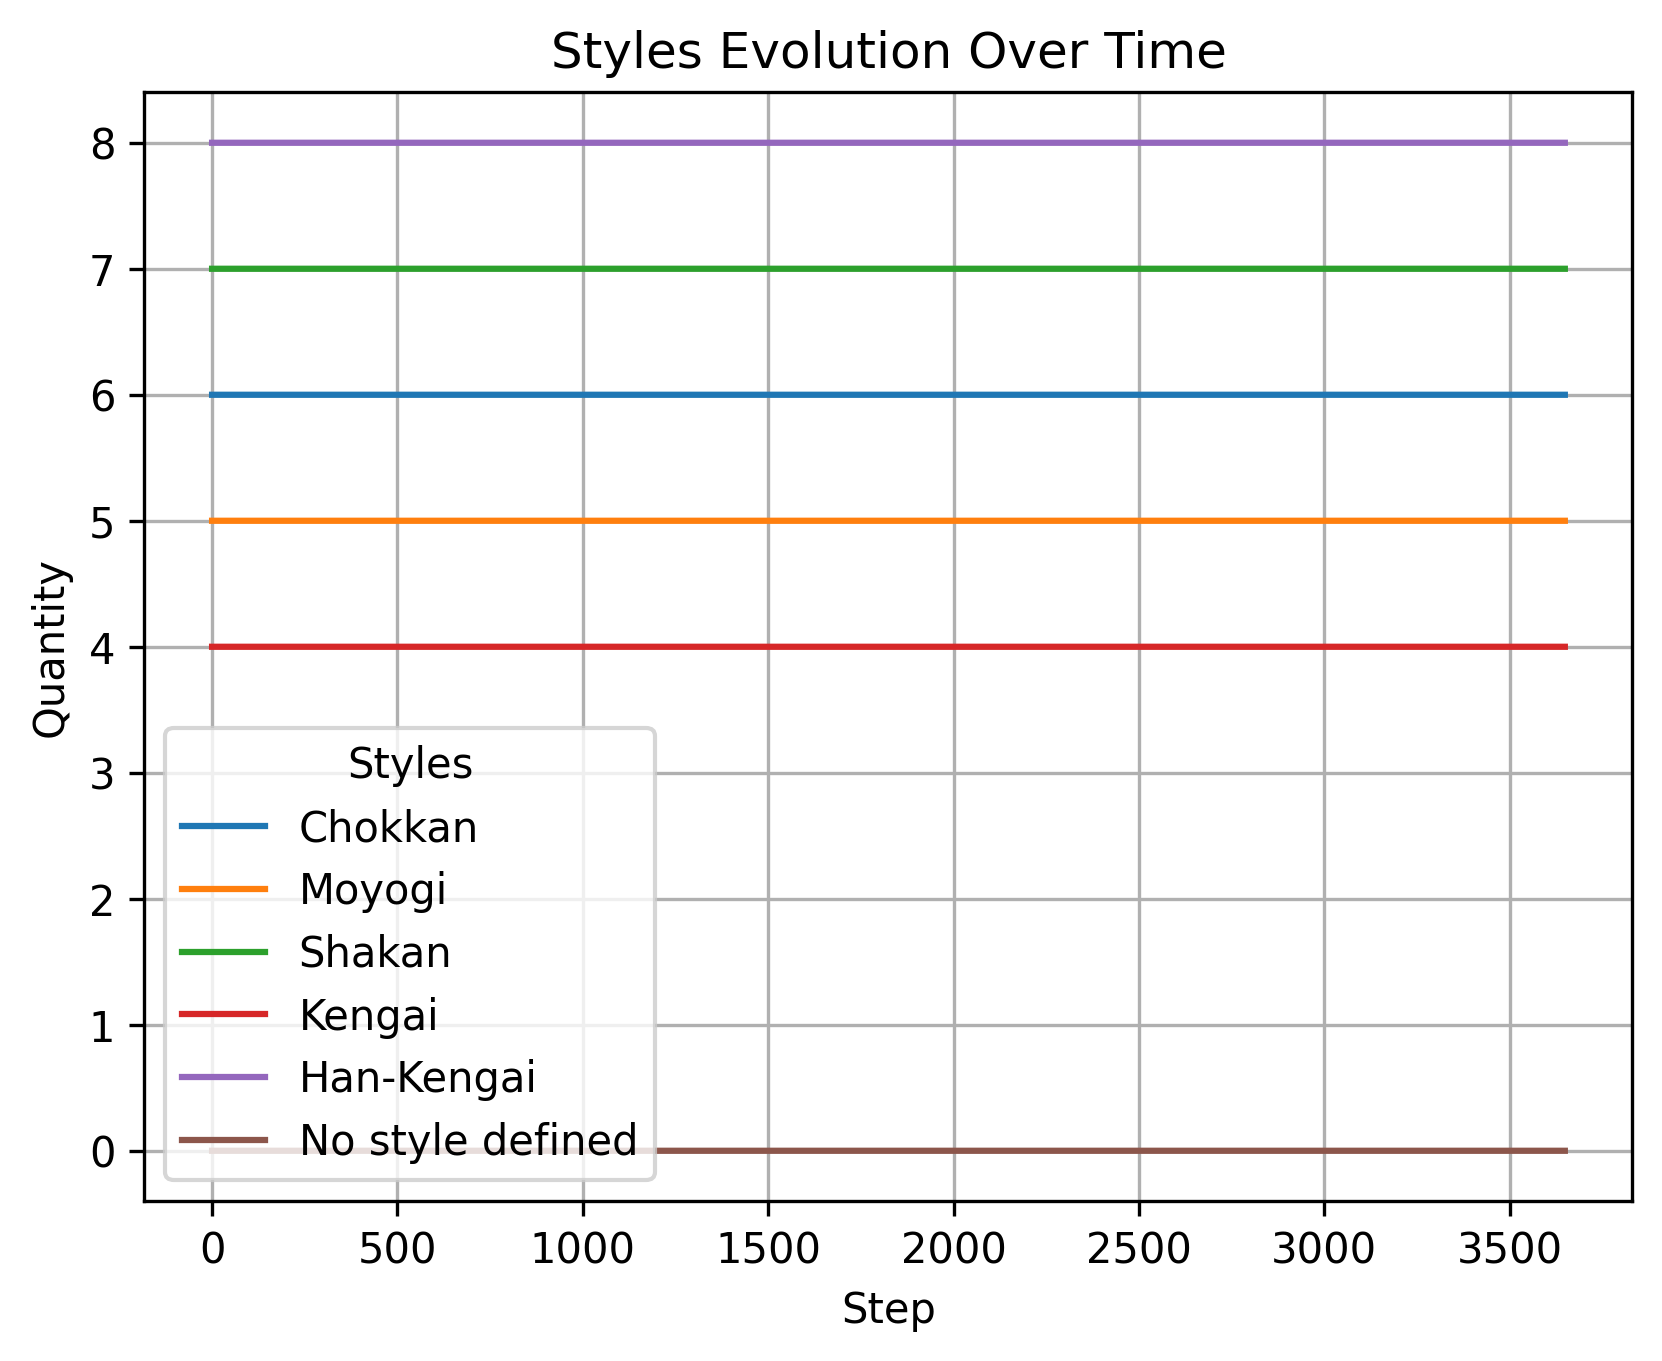 Styles Evolution Over Time
Quantity
8
7
6
5
4
3
2
1
0
Styles
Chokkan
Moyogi
Shakan
Kengai
Han-Kengai
No style defined
0 500 1000 1500 2000 2500 3000 3500
Step